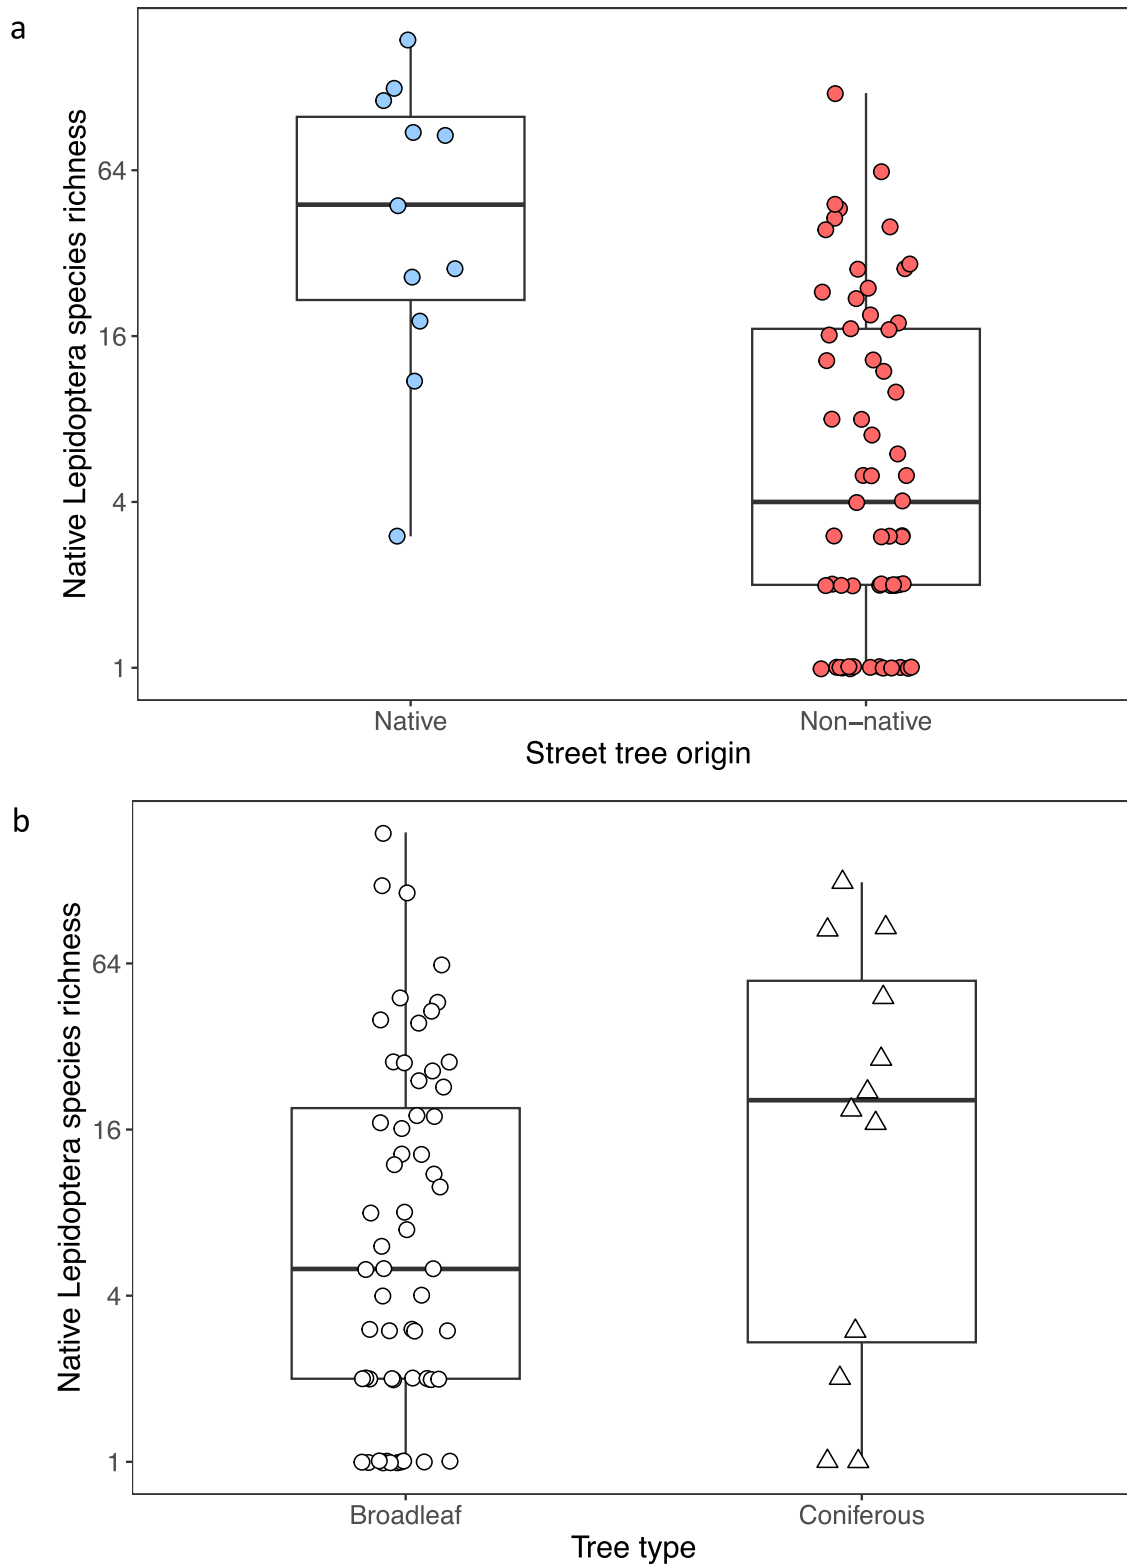 a
Native Lepidoptera species richness
64
16
4
1
Native Non−native
Street tree origin
b
Native Lepidoptera species richness
64
16
4
1
Broadleaf Coniferous
Tree type